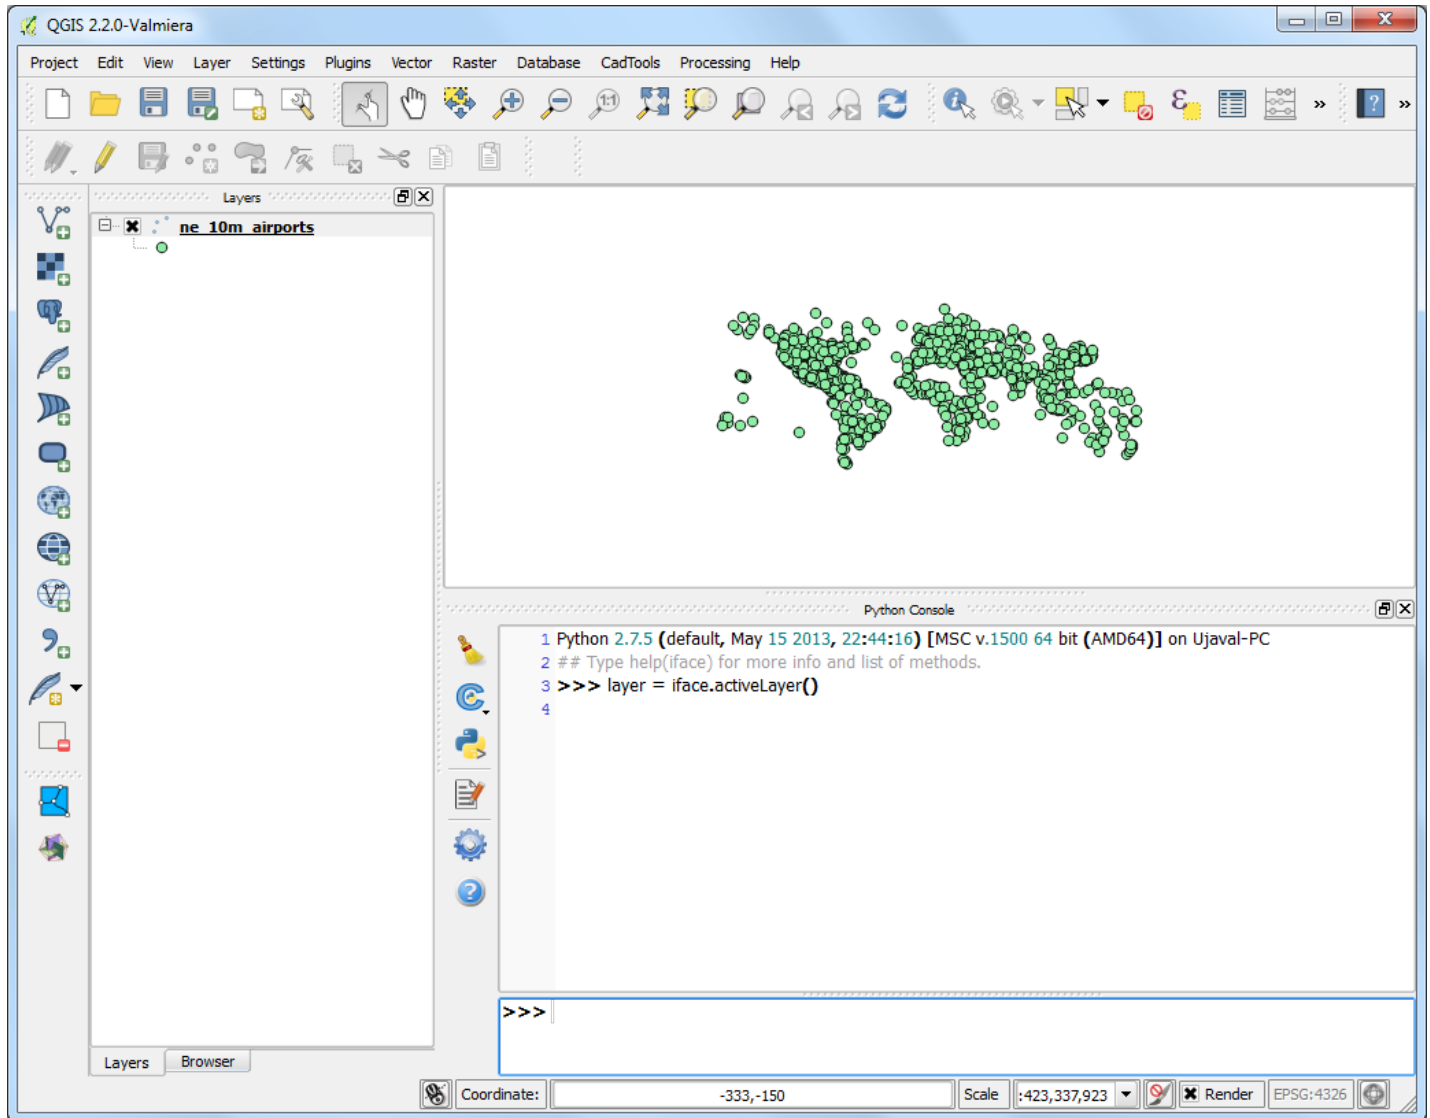 QGIS 2.2.0-Valmiera
Project Edit View Layer Settings Plugins Vector Raster Database CadTools Processing Help
1:1 ε » ? »
Layers
ne_10m_airports
Python Console
1 Python 2.7.5 (default, May 15 2013, 22:44:16) [MSC v.1500 64 bit (AMD64)] on Ujaval-PC
2 ## Type help(iface) for more info and list of methods.
3 >>> layer = iface.activeLayer()
4
>>>
Layers Browser
Coordinate: -333,-150 Scale :423,337,923 Render EPSG:4326